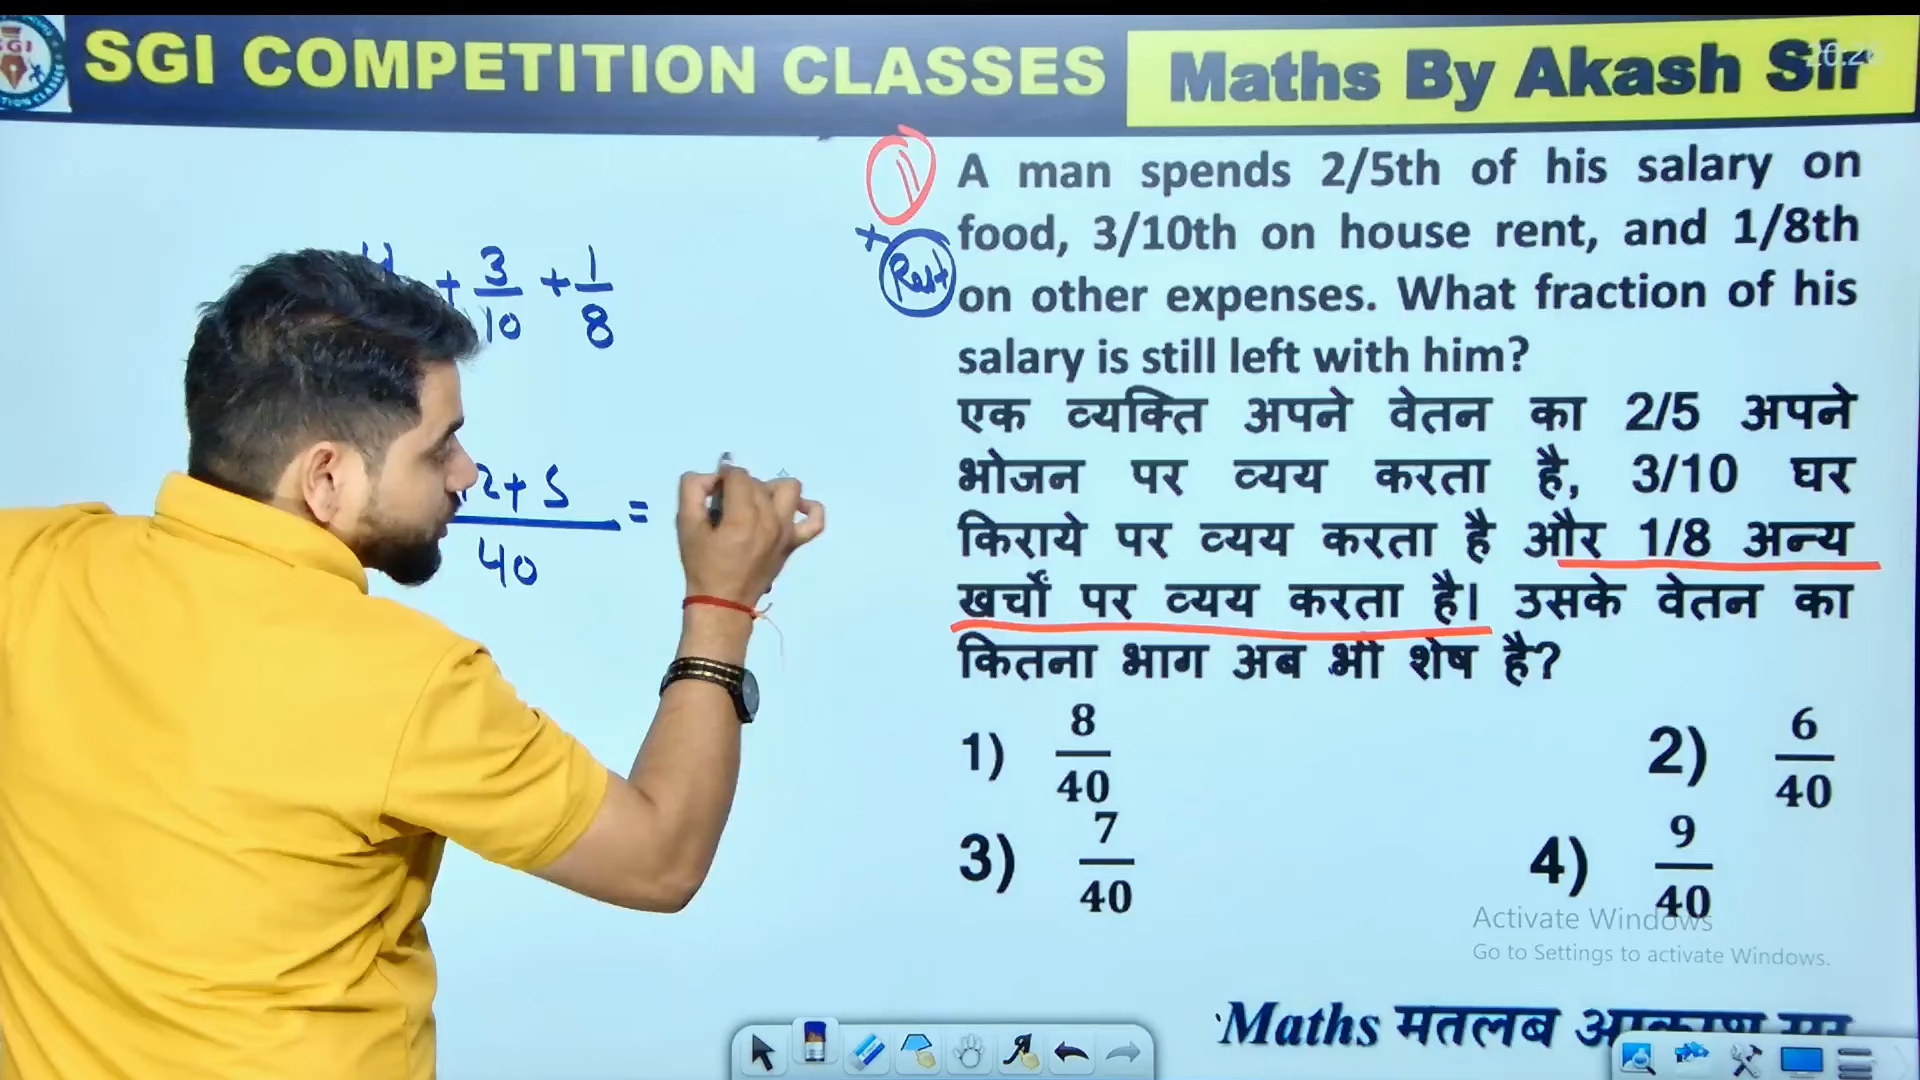 SGI COMPETITION CLASSES
Maths By Akash Sir
A man spends 2/5th of his salary on
food, 3/10th on house rent, and 1/8th
on other expenses. What fraction of his
salary is still left with him?
एक व्यक्ति अपने वेतन का 2/5 अपने
भोजन पर व्यय करता है, 3/10 घर
किराये पर व्यय करता है और 1/8 अन्य
खर्चों पर व्यय करता है। उसके वेतन का
कितना भाग अब भी शेष है?
1) 8/40
2) 6/40
3) 7/40
4) 9/40
Rest
+ 3/10 + 1/8
2+5
40
=
Activate Windows
Go to Settings to activate Windows.
Maths मतलब